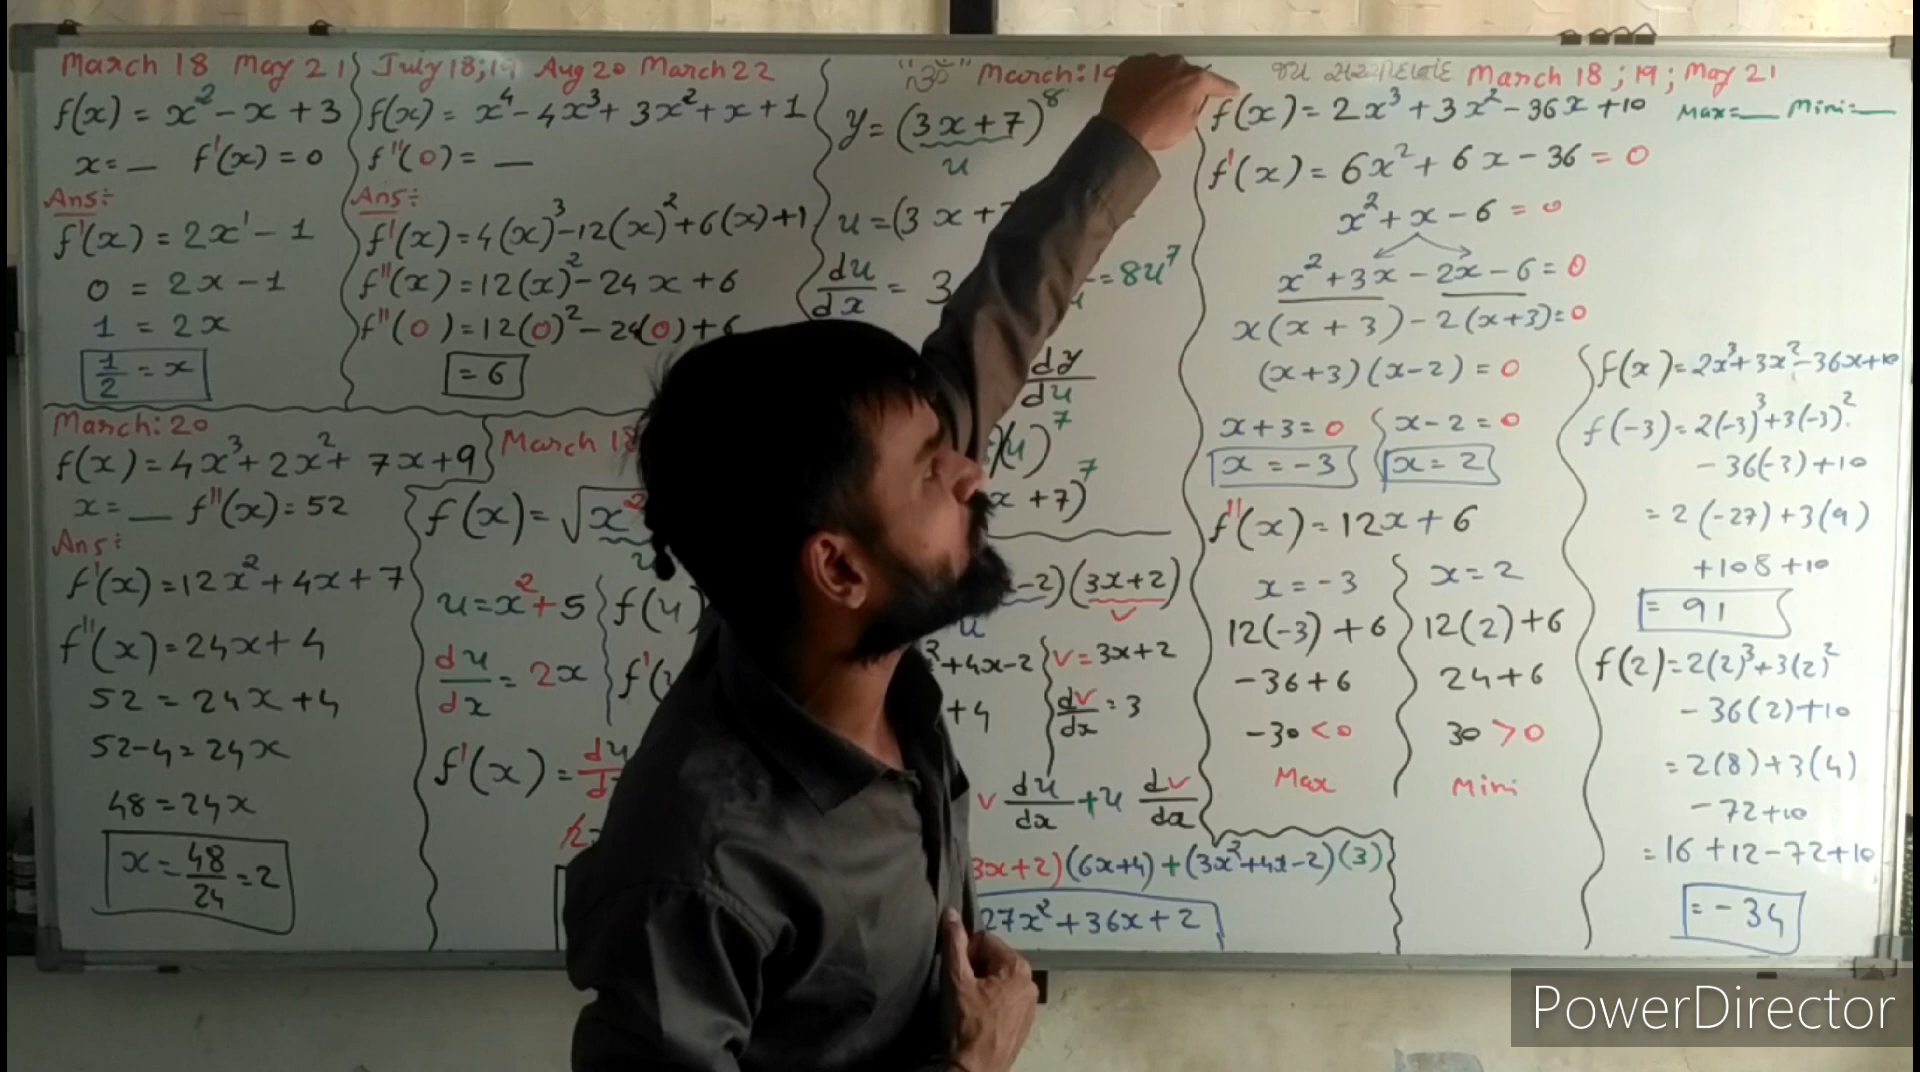 March 18 May 21
f(x) = x² - x + 3
x = _ f'(x) = 0
Ans:
f'(x) = 2x' - 1
0 = 2x - 1
1 = 2x
1/2 = x
July 18; 19 Aug 20 March 22
f(x) = x⁴ - 4x³ + 3x² + x + 1
f''(0) = _
Ans:
f'(x) = 4(x)³ - 12(x)² + 6(x) + 1
f''(x) = 12(x)² - 24x + 6
f''(0) = 12(0)² - 24(0) + 6
= 6
March: 20
f(x) = 4x³ + 2x² + 7x + 9
x = _ f''(x) = 52
Ans:
f'(x) = 12x² + 4x + 7
f''(x) = 24x + 4
52 = 24x + 4
52 - 4 = 24x
48 = 24x
x = 48/24 = 2
March 18
f(x) = √x²
u = x² + 5
f(u)
du/dx = 2x
f'(x) = du/
March: 19
y = (3x + 7)⁸
u
u = (3x +
du/dx = 3
= 8u⁷
dy/du
(u)⁷
x + 7)⁷
-2)(3x+2)
u v
+4x-2 v = 3x+2
+4 dv/dx = 3
v du/dx + u dv/dx
3x+2)(6x+4) + (3x²+4x-2)(3)
27x² + 36x + 2
March 18; 19; May 21
f(x) = 2x³ + 3x² - 36x + 10 Max = _ Mini = _
f'(x) = 6x² + 6x - 36 = 0
x² + x - 6 = 0
x² + 3x - 2x - 6 = 0
x(x + 3) - 2(x+3) = 0
(x+3)(x-2) = 0
x + 3 = 0 x - 2 = 0
x = -3 x = 2
f''(x) = 12x + 6
x = -3 x = 2
12(-3) + 6 12(2) + 6
-36 + 6 24 + 6
-30 < 0 30 > 0
Max Mini
f(x) = 2x³ + 3x² - 36x + 10
f(-3) = 2(-3)³ + 3(-3)²
- 36(-3) + 10
= 2(-27) + 3(9)
+108 + 10
= 91
f(2) = 2(2)³ + 3(2)²
- 36(2) + 10
= 2(8) + 3(4)
- 72 + 10
= 16 + 12 - 72 + 10
= -34
PowerDirector